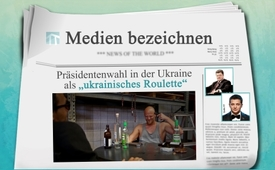 Medien bezeichnen
*** NEWS OF THE WORLD ***
Präsidentenwahl in der Ukraine
als „ukrainisches Roulette“